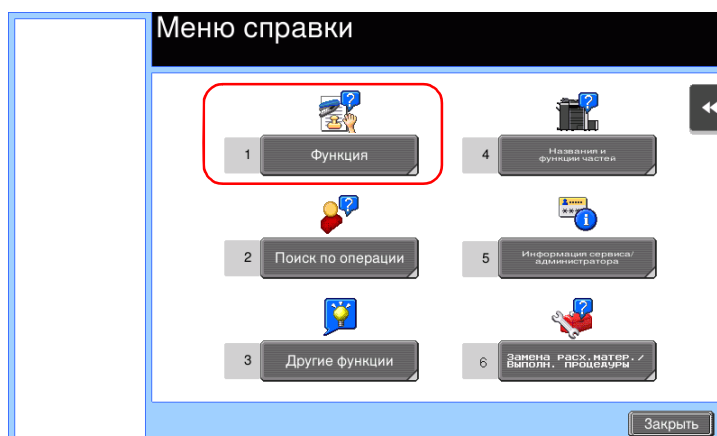 Меню справки
1 Функция
4 Названия и
функции частей
2 Поиск по операции
5 Информация сервиса/
администратора
3 Другие функции
6 Замена расх.матер./
Выполн. процедуры
Закрыть